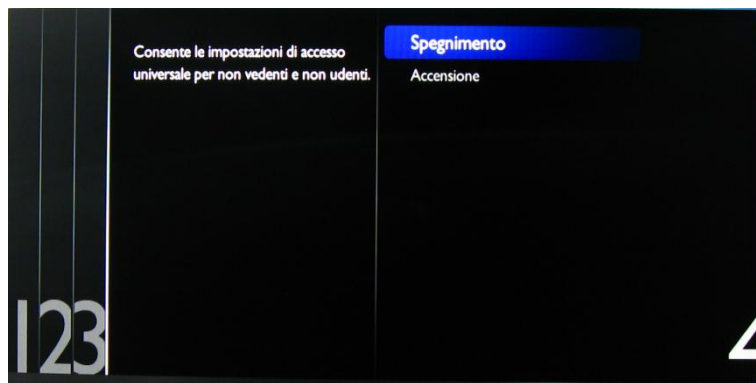 Consente le impostazioni di accesso
universale per non vedenti e non udenti.
Spegnimento
Accensione
123
4